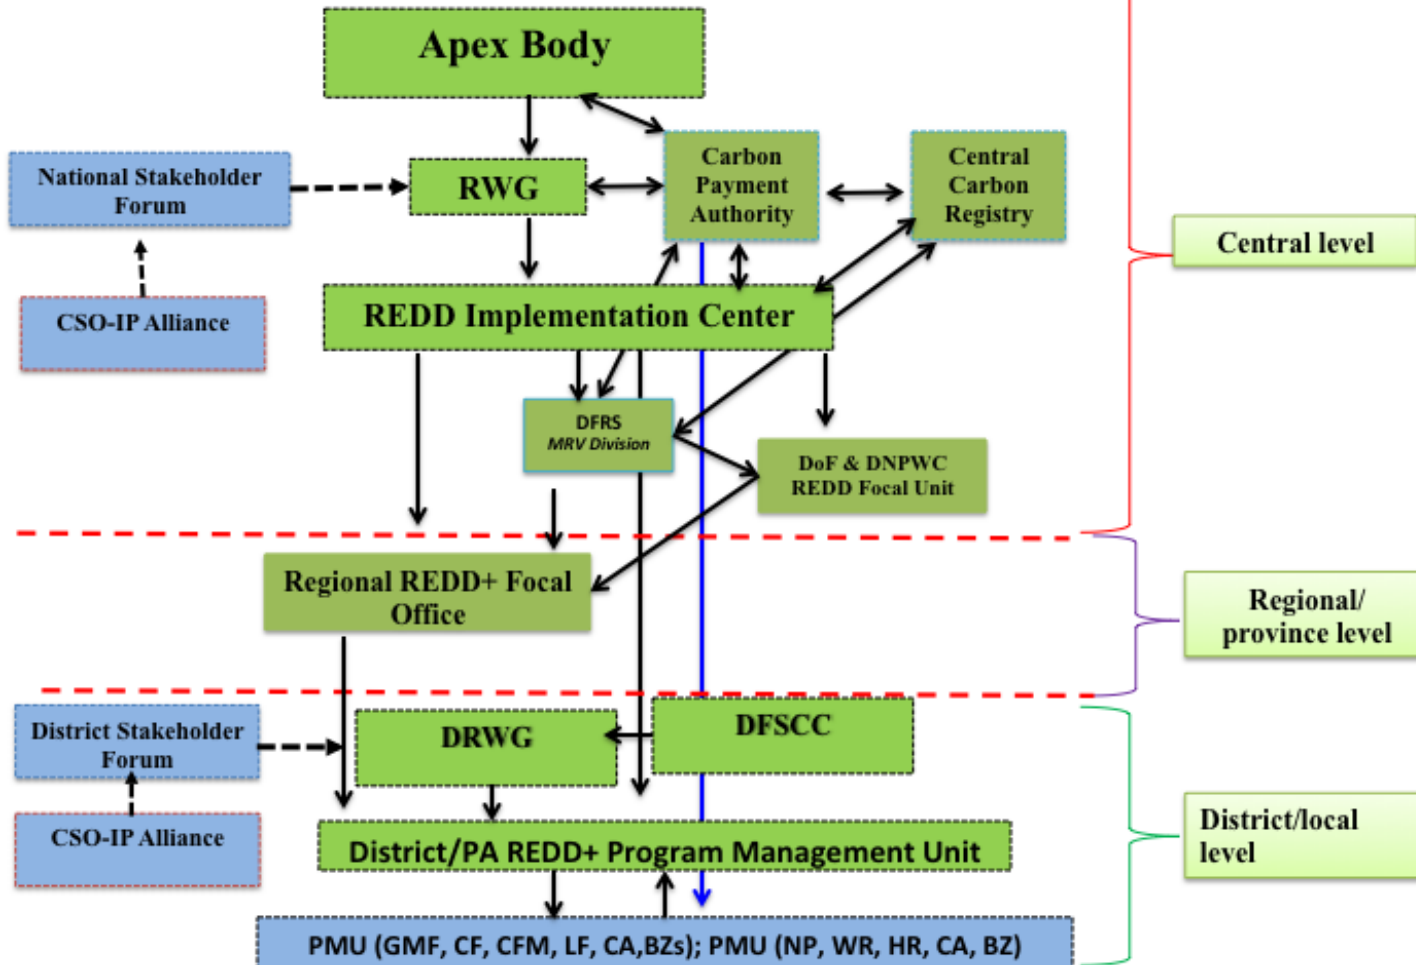 Apex Body
National Stakeholder
Forum
RWG
Carbon
Payment
Authority
Central
Carbon
Registry
Central level
CSO-IP Alliance
REDD Implementation Center
DFRS
MRV Division
DoF & DNPWC
REDD Focal Unit
Regional REDD+ Focal
Office
Regional/
province level
District Stakeholder
Forum
DRWG
DFSCC
CSO-IP Alliance
District/local
level
District/PA REDD+ Program Management Unit
PMU (GMF, CF, CFM, LF, CA,BZs); PMU (NP, WR, HR, CA, BZ)